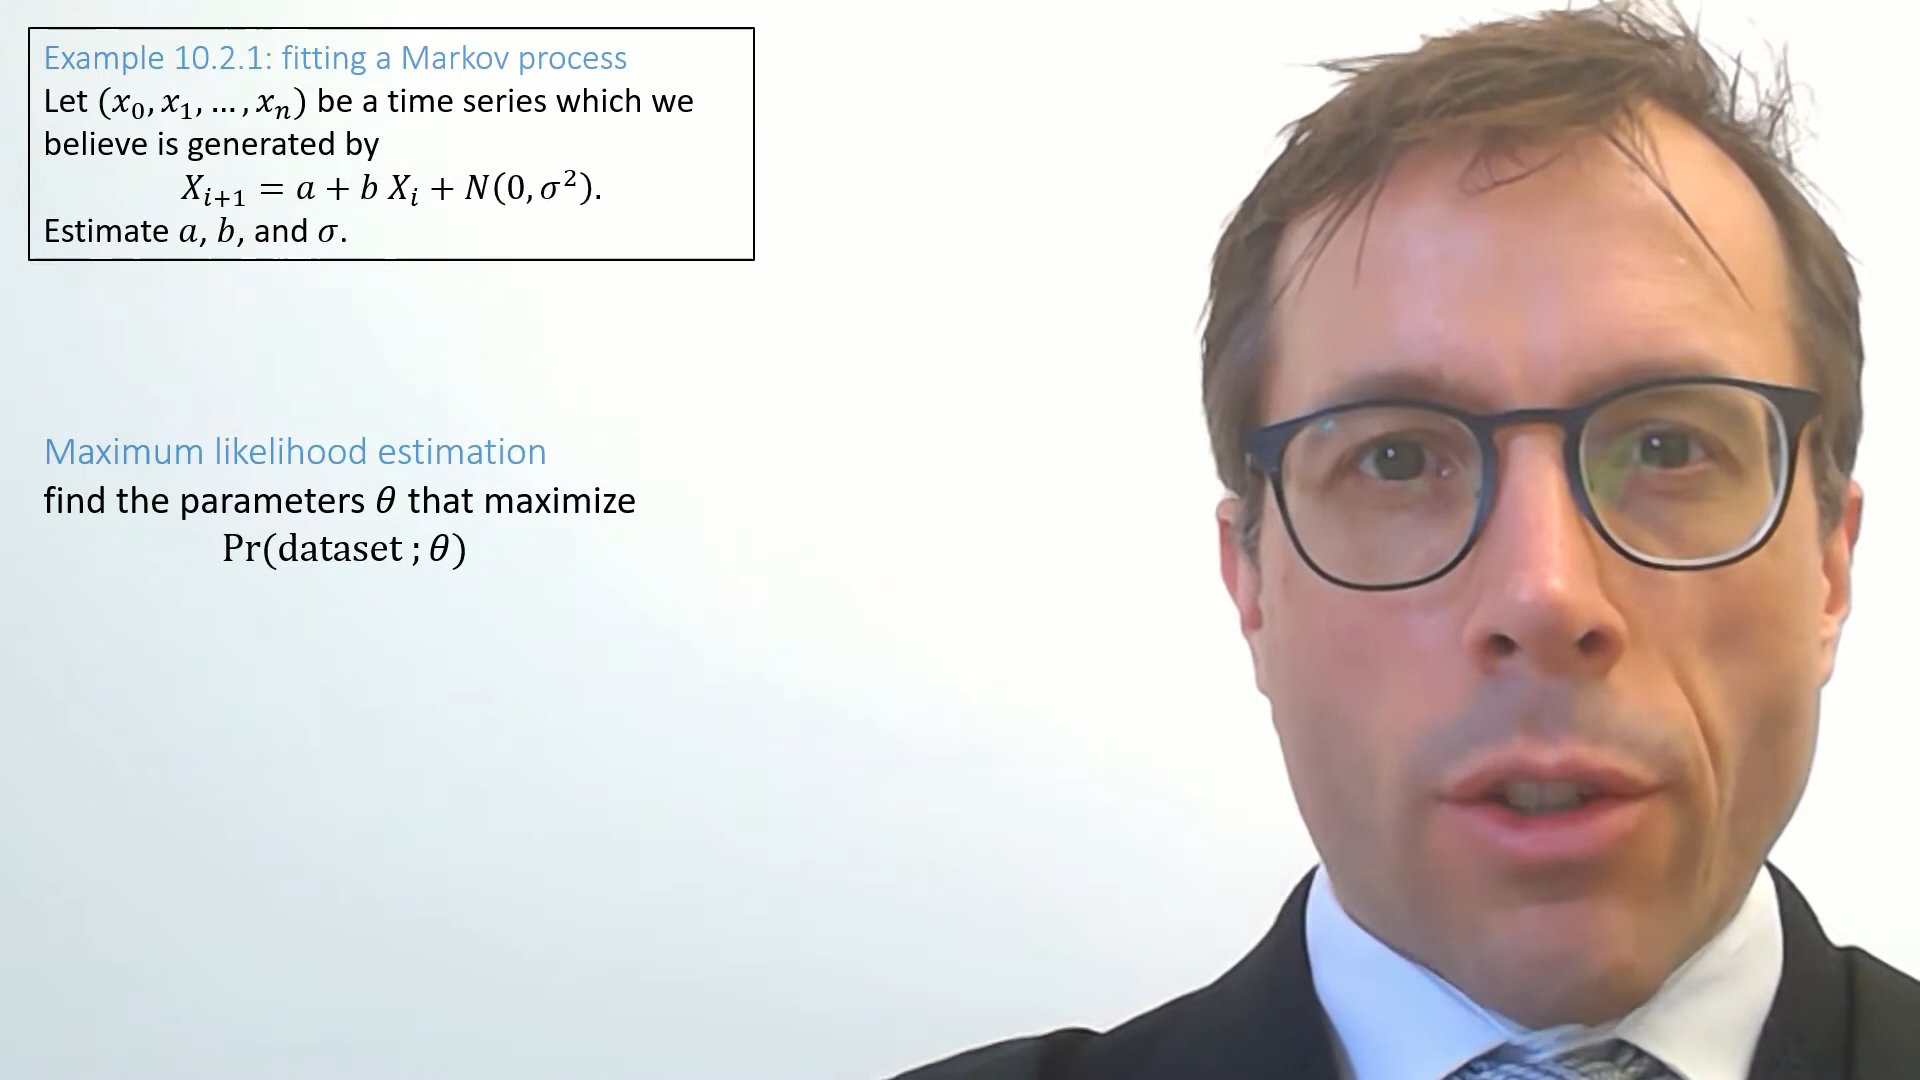 Example 10.2.1: fitting a Markov process
Let (x₀, x₁, … , xₙ) be a time series which we
believe is generated by
Xᵢ₊₁ = a + b Xᵢ + N(0, σ²).
Estimate a, b, and σ.
Maximum likelihood estimation
find the parameters θ that maximize
Pr(dataset ; θ)